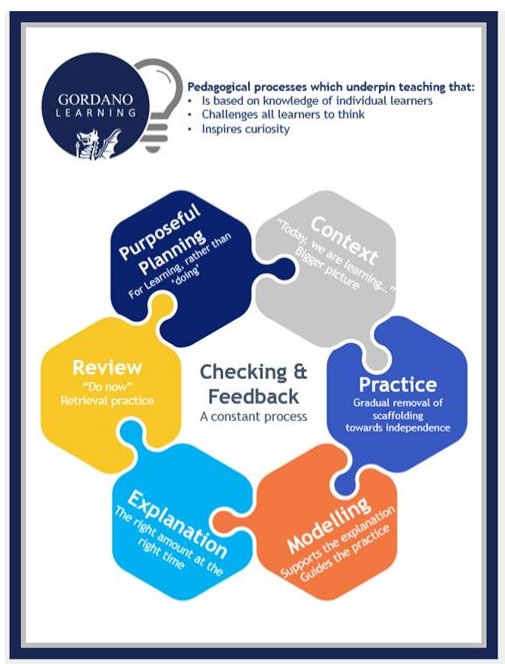 GORDANO
LEARNING
Pedagogical processes which underpin teaching that:
• Is based on knowledge of individual learners
• Challenges all learners to think
• Inspires curiosity
Purposeful
Planning
For Learning, rather than
‘doing’
Context
“Today, we are learning...”
Bigger picture
Review
“Do now”
Retrieval practice
Checking &
Feedback
A constant process
Practice
Gradual removal of
scaffolding
towards independence
Explanation
The right amount at the
right time
Modelling
Supports the explanation
Guides the practice